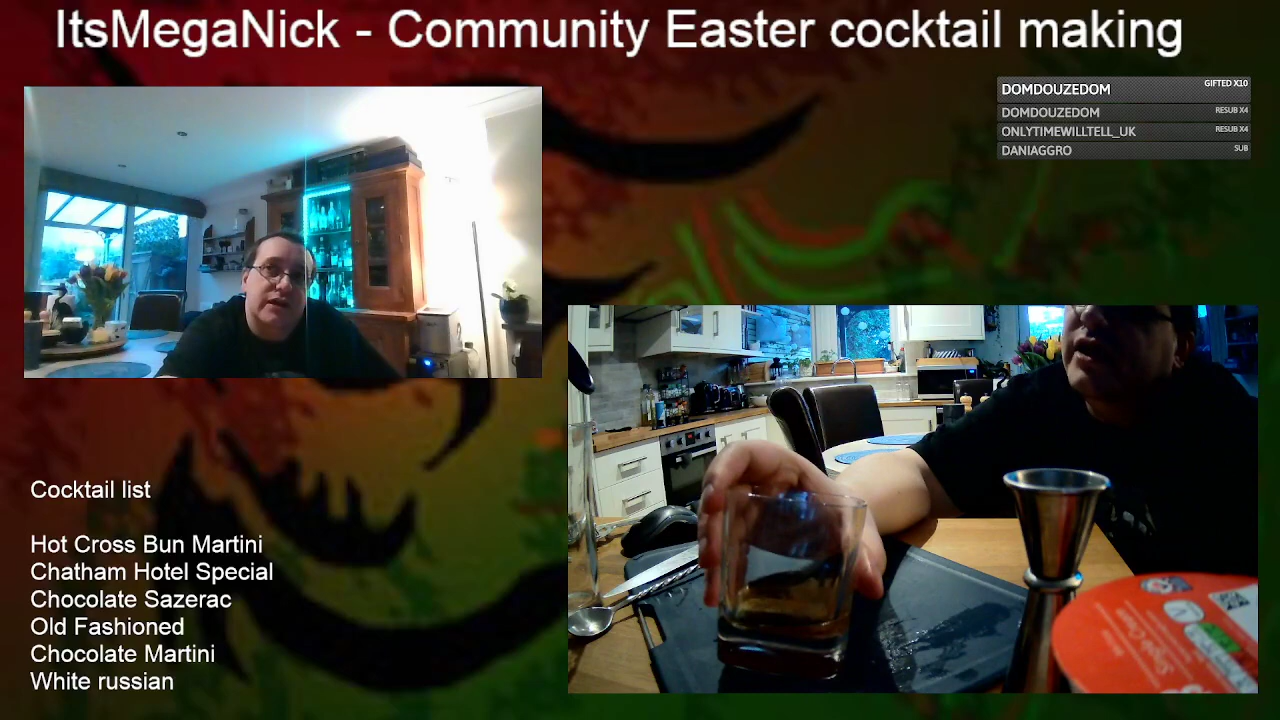 ItsMegaNick - Community Easter cocktail making
DOMDOUZEDOM GIFTED X10
DOMDOUZEDOM RESUB X4
ONLYTIMEWILLTELL_UK RESUB X4
DANIAGGRO SUB
Cocktail list
Hot Cross Bun Martini
Chatham Hotel Special
Chocolate Sazerac
Old Fashioned
Chocolate Martini
White russian